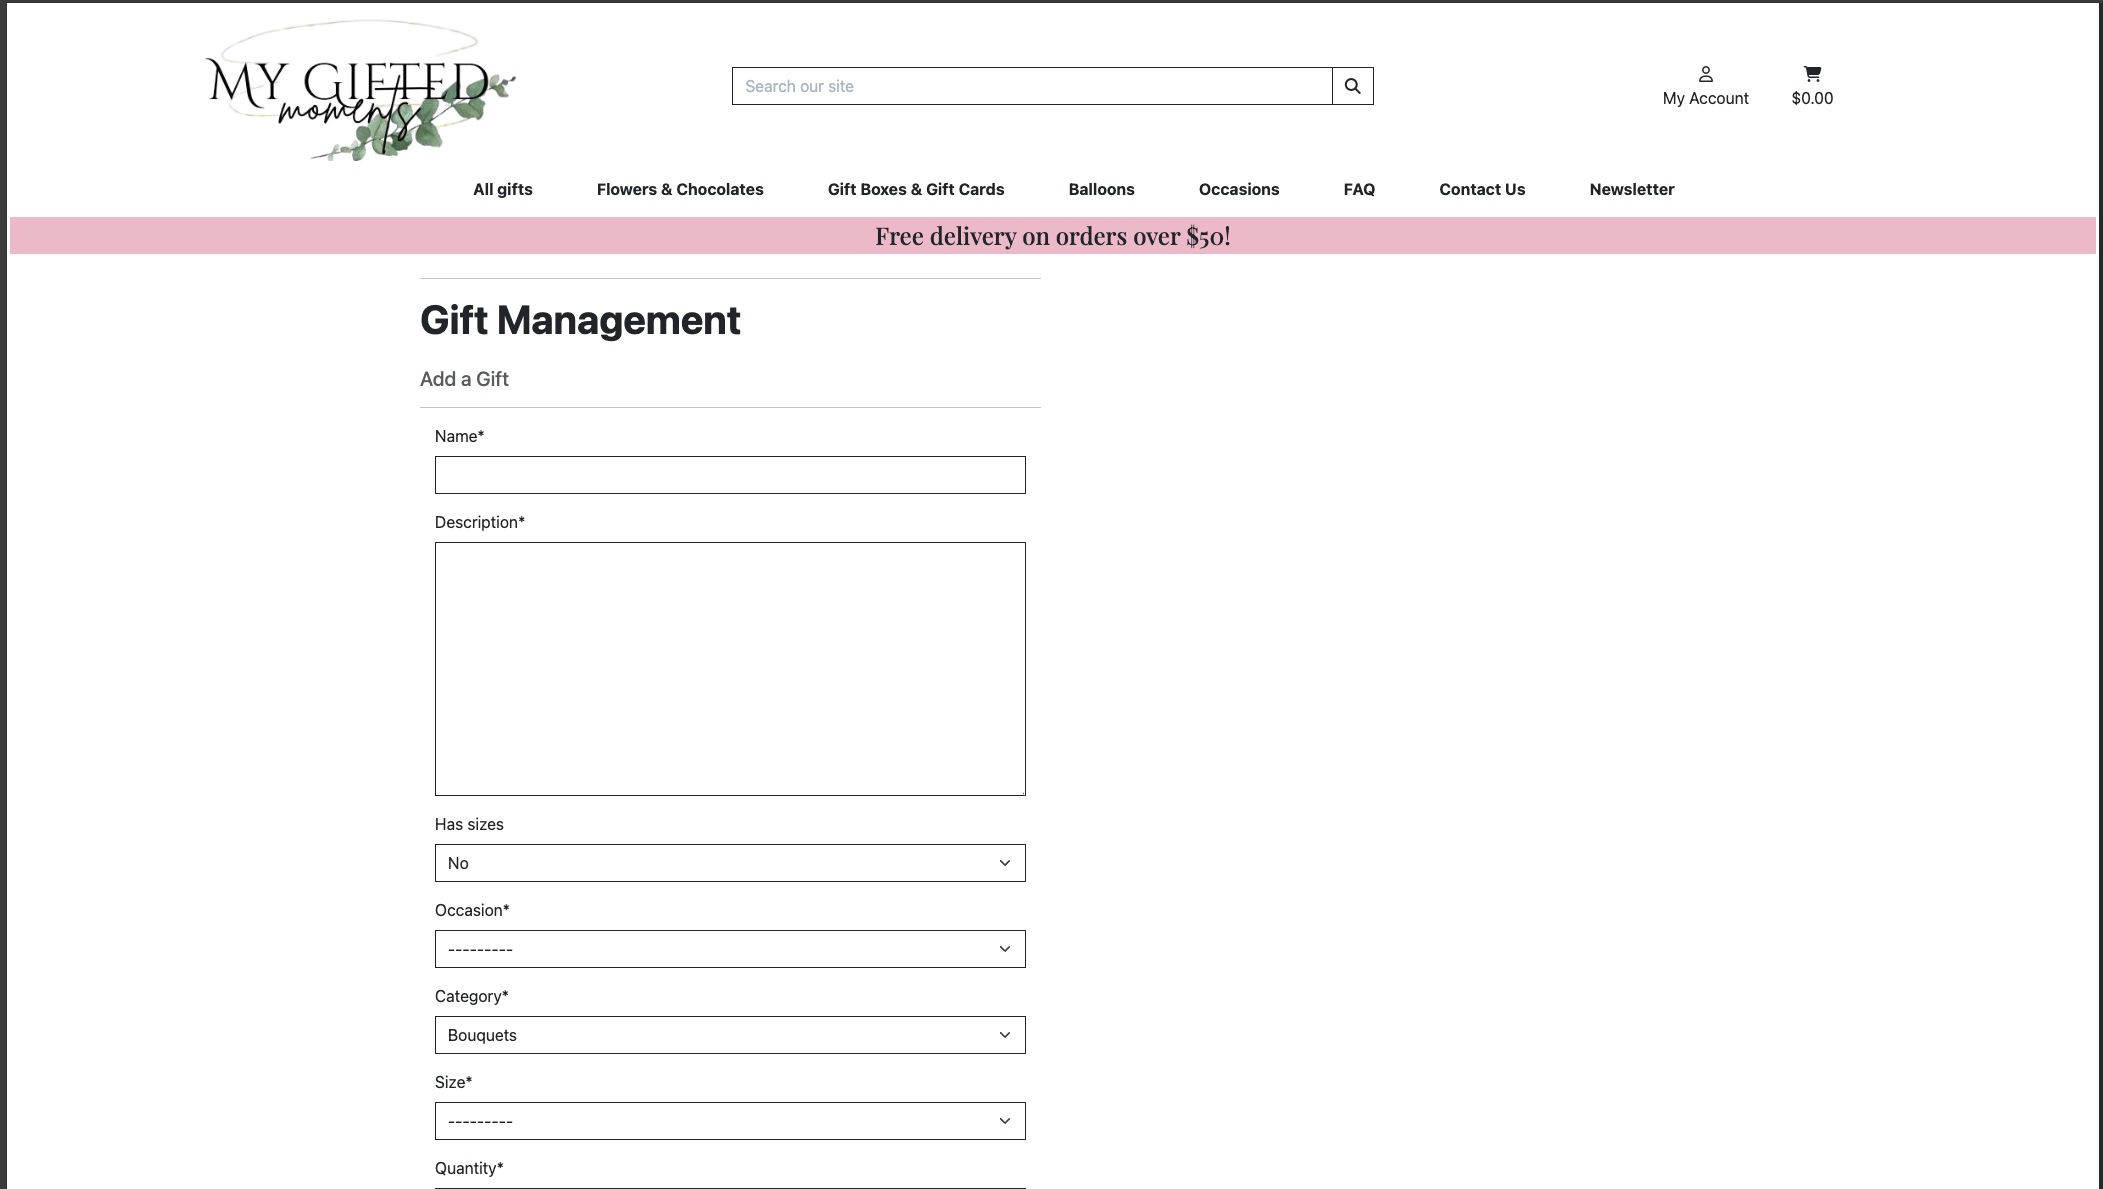 MY GIFTED
moments
Search our site
My Account
$0.00
All gifts
Flowers & Chocolates
Gift Boxes & Gift Cards
Balloons
Occasions
FAQ
Contact Us
Newsletter
Free delivery on orders over $50!
Gift Management
Add a Gift
Name*
Description*
Has sizes
No
Occasion*
---------
Category*
Bouquets
Size*
---------
Quantity*